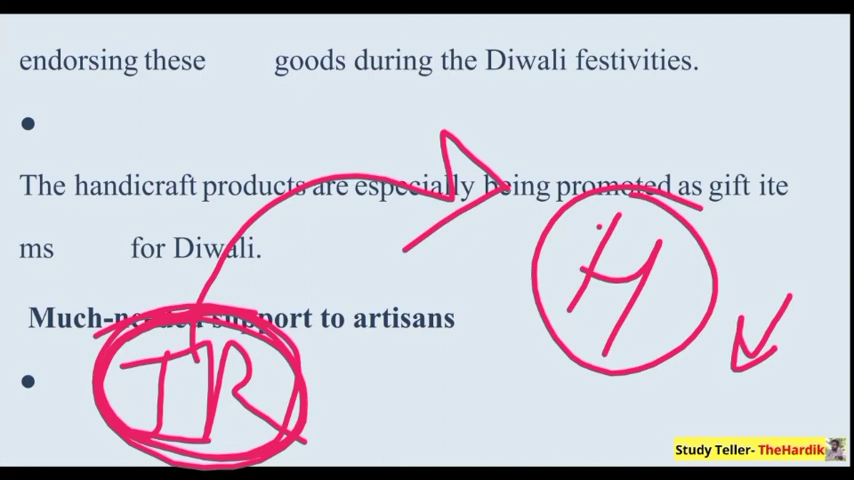 endorsing these goods during the Diwali festivities.
•
The handicraft products are especially being promoted as gift ite
ms for Diwali.
Much-needed support to artisans
•
IR
H
Study Teller- TheHardik